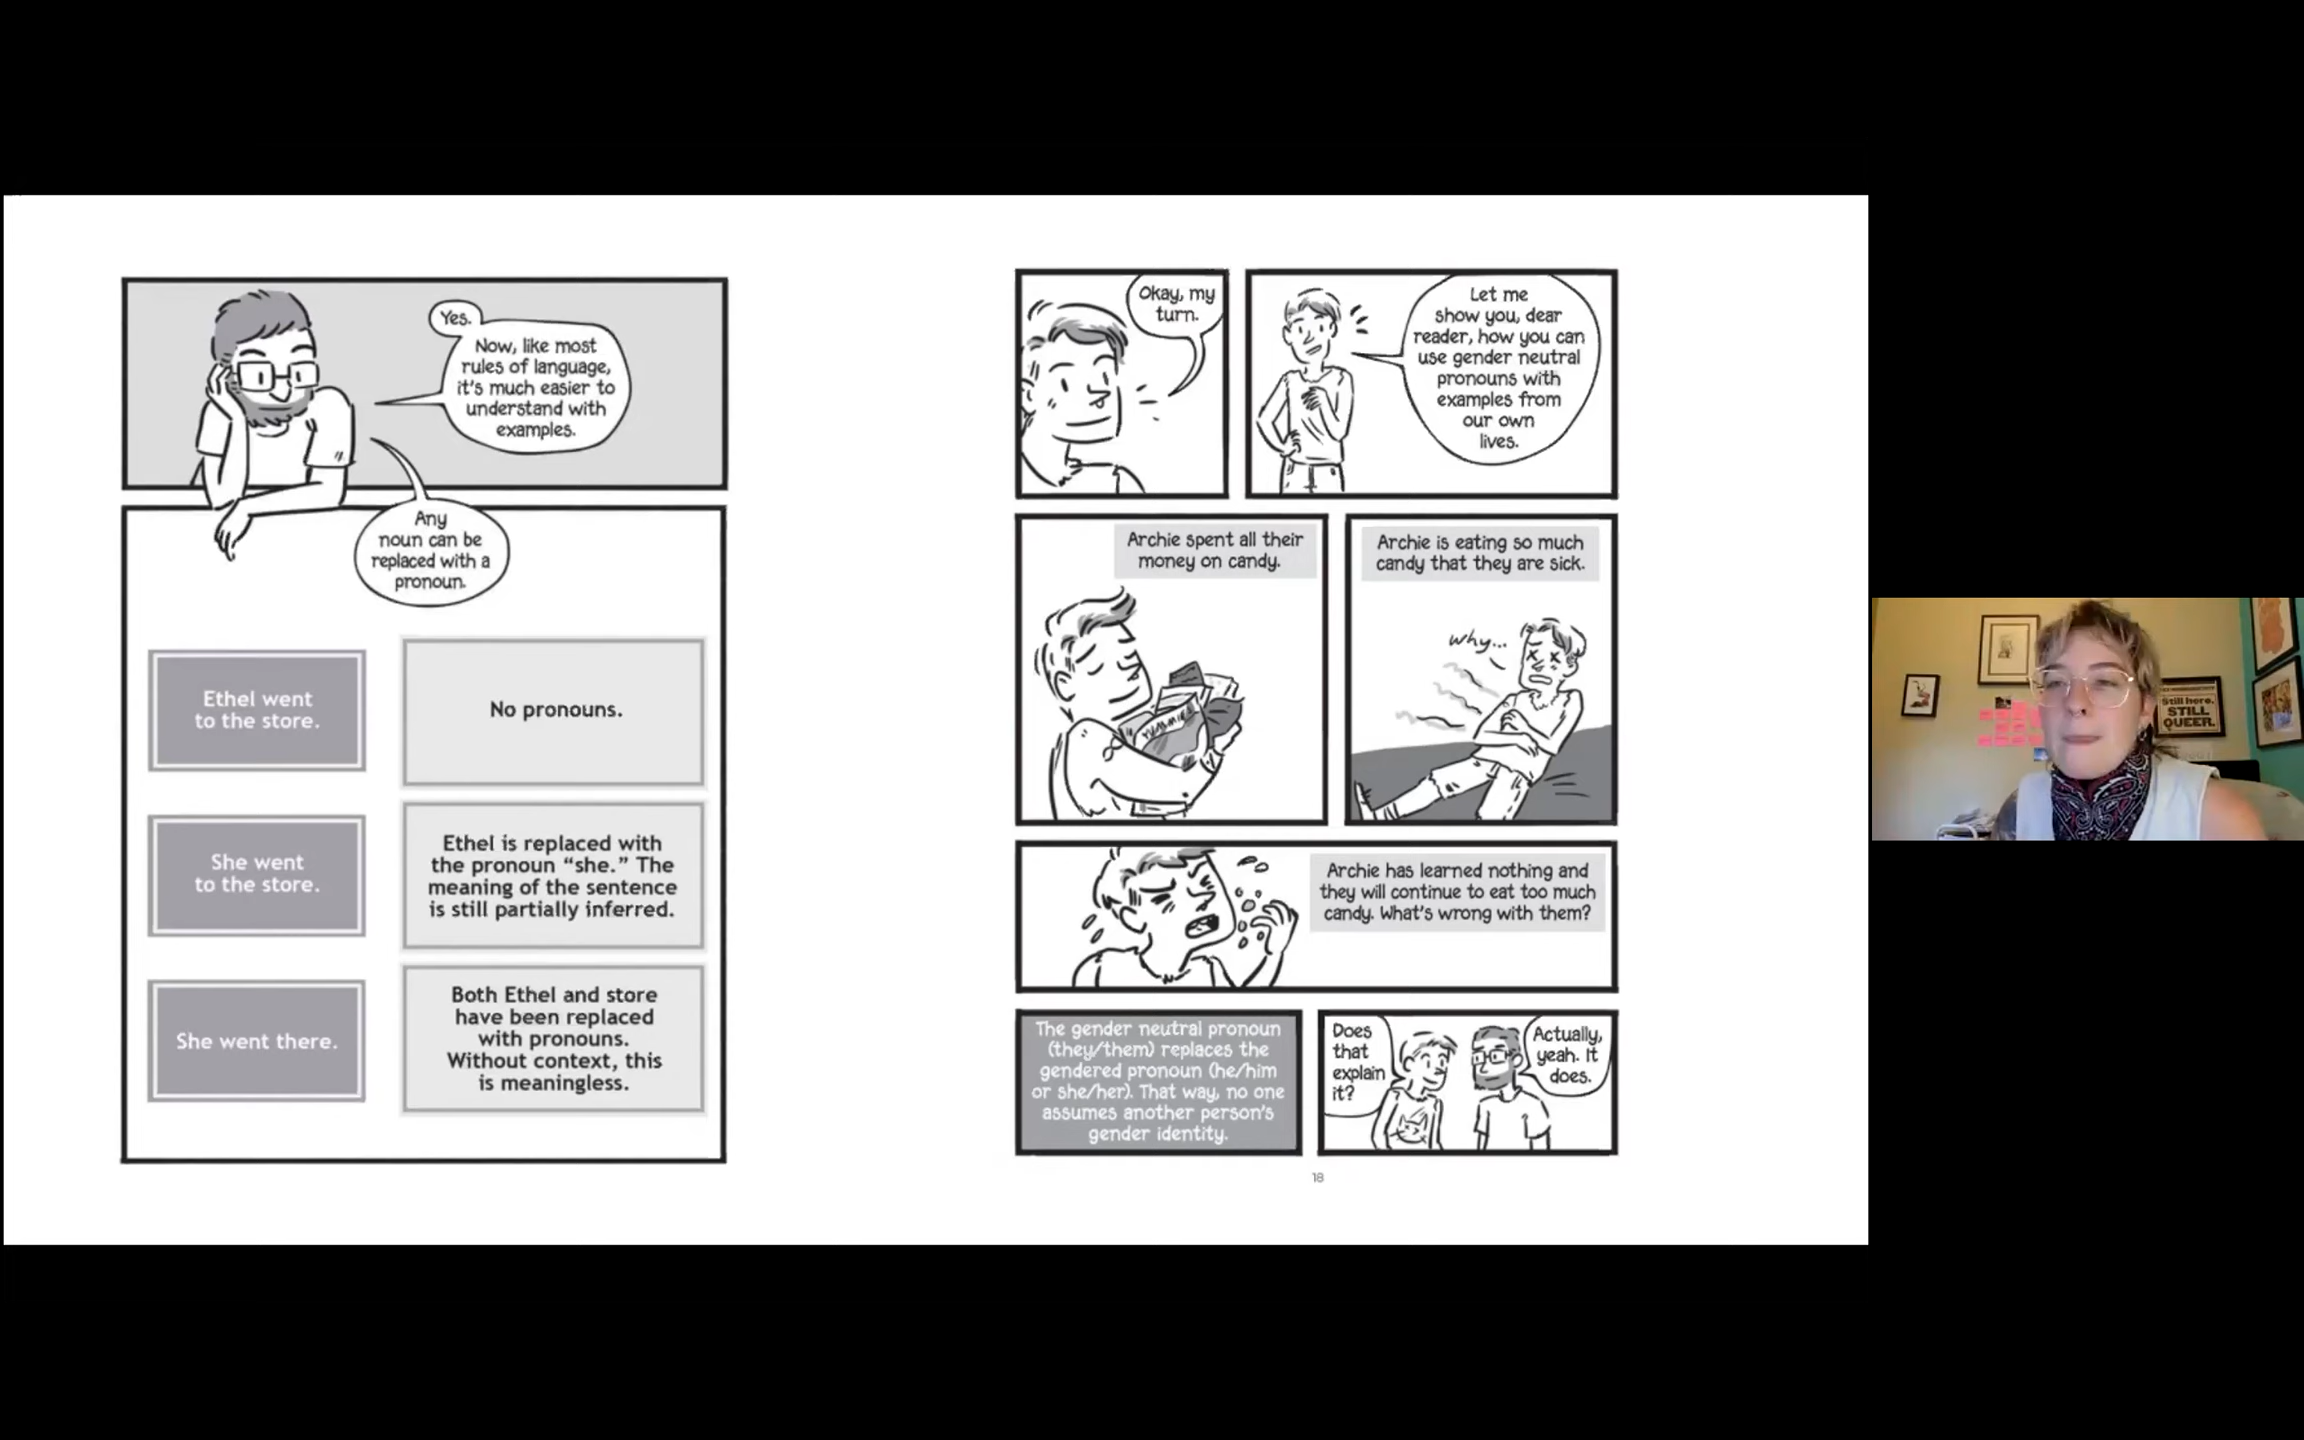 Yes.
Now, like most
rules of language,
it's much easier to
understand with
examples.
Any
noun can be
replaced with a
pronoun.
Ethel went
to the store.
No pronouns.
She went
to the store.
Ethel is replaced with
the pronoun “she.” The
meaning of the sentence
is still partially inferred.
She went there.
Both Ethel and store
have been replaced
with pronouns.
Without context, this
is meaningless.
Okay, my
turn.
Let me
show you, dear
reader, how you can
use gender neutral
pronouns with
examples from
our own
lives.
Archie spent all their
money on candy.
Archie is eating so much
candy that they are sick.
why...
Archie has learned nothing and
they will continue to eat too much
candy. What's wrong with them?
The gender neutral pronoun
(they/them) replaces the
gendered pronoun (he/him
or she/her). That way, no one
assumes another person's
gender identity.
Does
that
explain
it?
Actually,
yeah. It
does.
18
Still here,
STILL
QUEER.